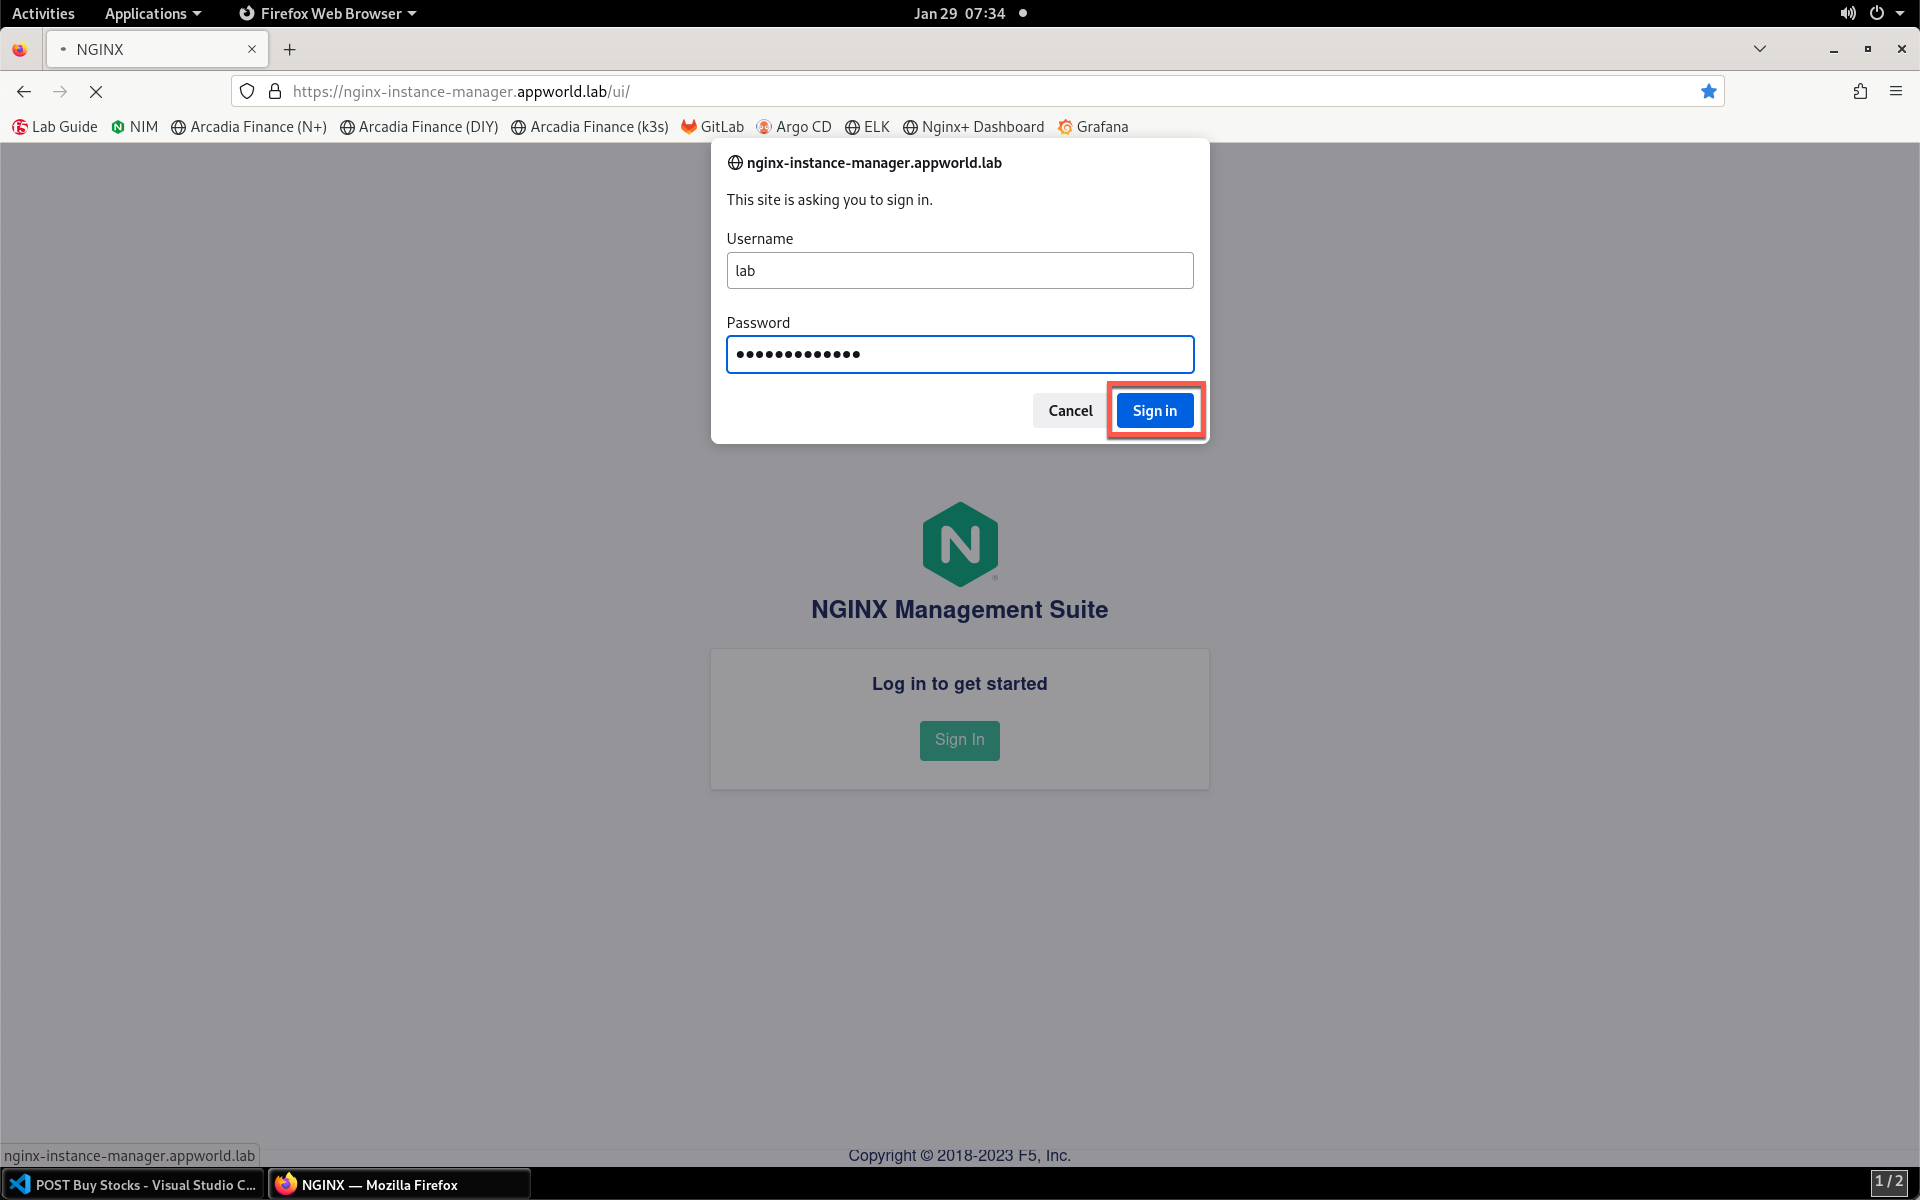 Activities Applications Firefox Web Browser Jan 29 07:34
NGINX
https://nginx-instance-manager.appworld.lab/ui/
Lab Guide NIM Arcadia Finance (N+) Arcadia Finance (DIY) Arcadia Finance (k3s) GitLab Argo CD ELK Nginx+ Dashboard Grafana
nginx-instance-manager.appworld.lab
This site is asking you to sign in.
Username
lab
Password
●●●●●●●●●●●●●
Cancel Sign in
N
NGINX Management Suite
Log in to get started
Sign In
nginx-instance-manager.appworld.lab
Copyright © 2018-2023 F5, Inc.
POST Buy Stocks - Visual Studio C... NGINX — Mozilla Firefox 1 / 2